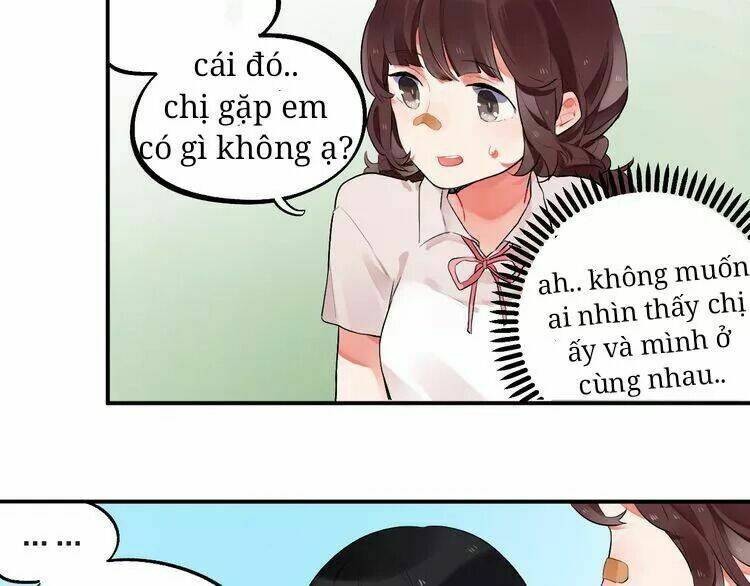 cái đó..
chị gặp em
có gì không ạ?
ah.. không muốn
ai nhìn thấy chị
ấy và mình ở
cùng nhau..
... ...